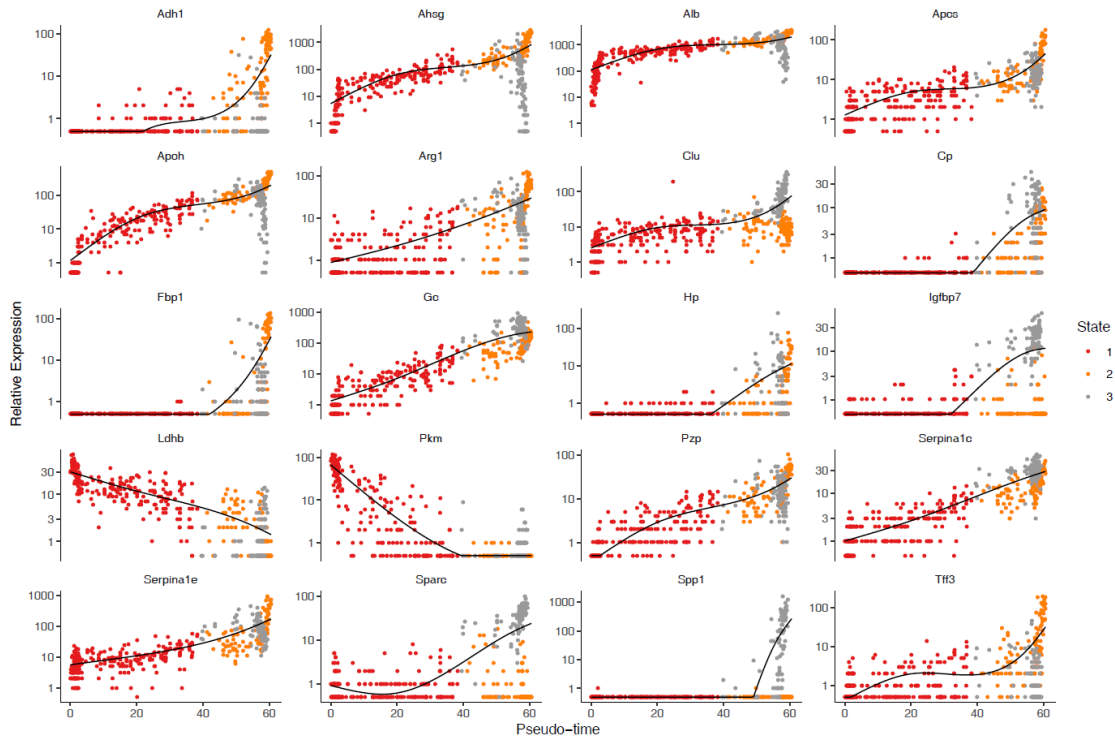 Adh1 Ahsg Alb Apcs
100 10 1
1000 100 10 1
1000 100 10 1
100 10 1
Apoh Arg1 Clu Cp
100 10 1
100 10 1
100 10 1
30 10 3 1
Fbp1 Gc Hp Igfbp7
100 10 1
1000 100 10 1
100 10 1
30 10 3 1
Ldhb Pkm Pzp Serpina1c
30 10 3 1
100 10 1
100 10 1
30 10 3 1
Serpina1e Sparc Spp1 Tff3
1000 100 10 1
100 10 1
1000 100 10 1
100 10 1
0 20 40 60 0 20 40 60 0 20 40 60 0 20 40 60
Pseudo-time
Relative Expression
State
1
2
3